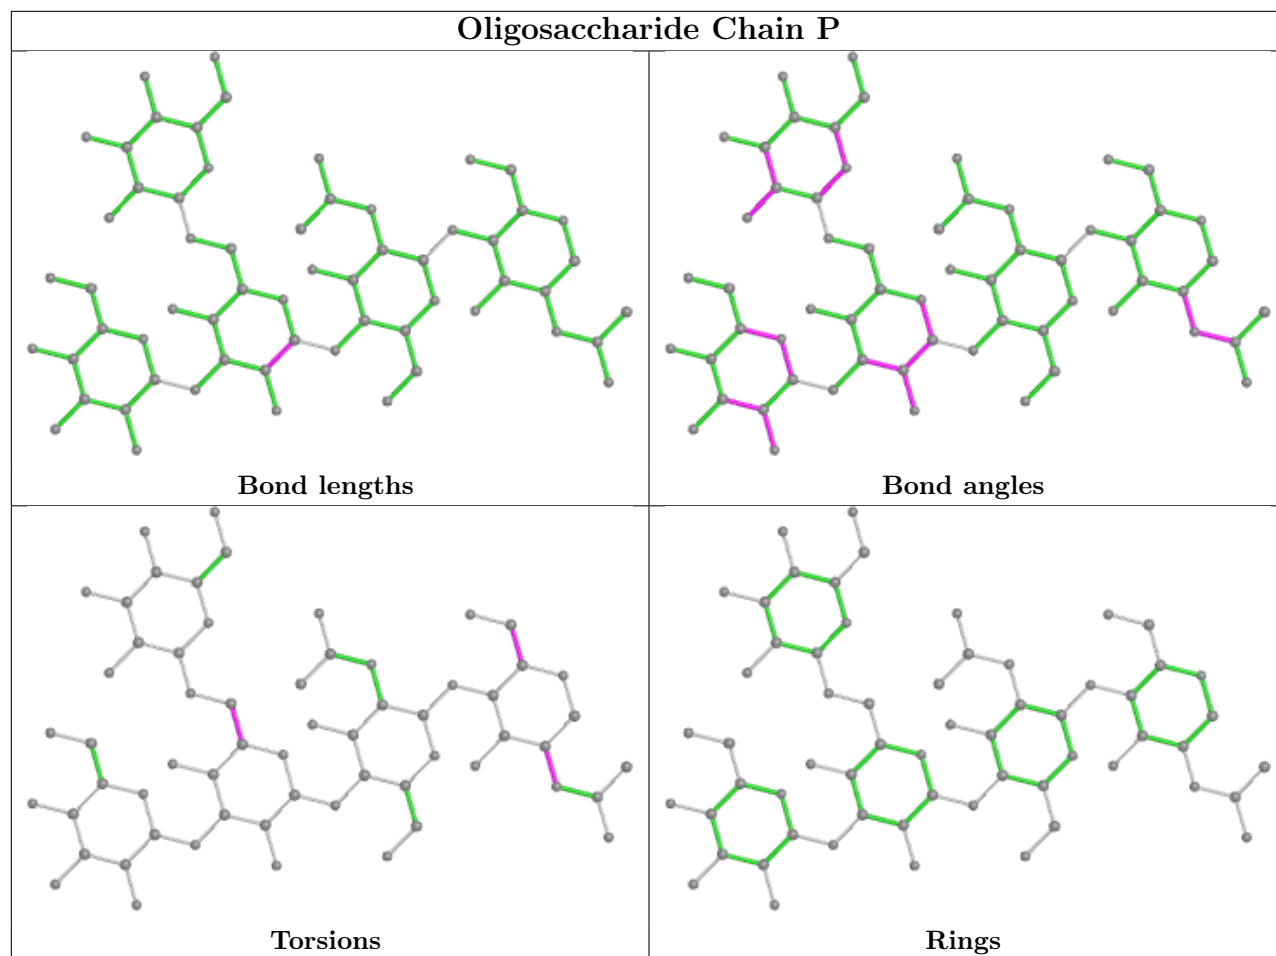 Oligosaccharide Chain P
Bond lengths
Bond angles
Torsions
Rings